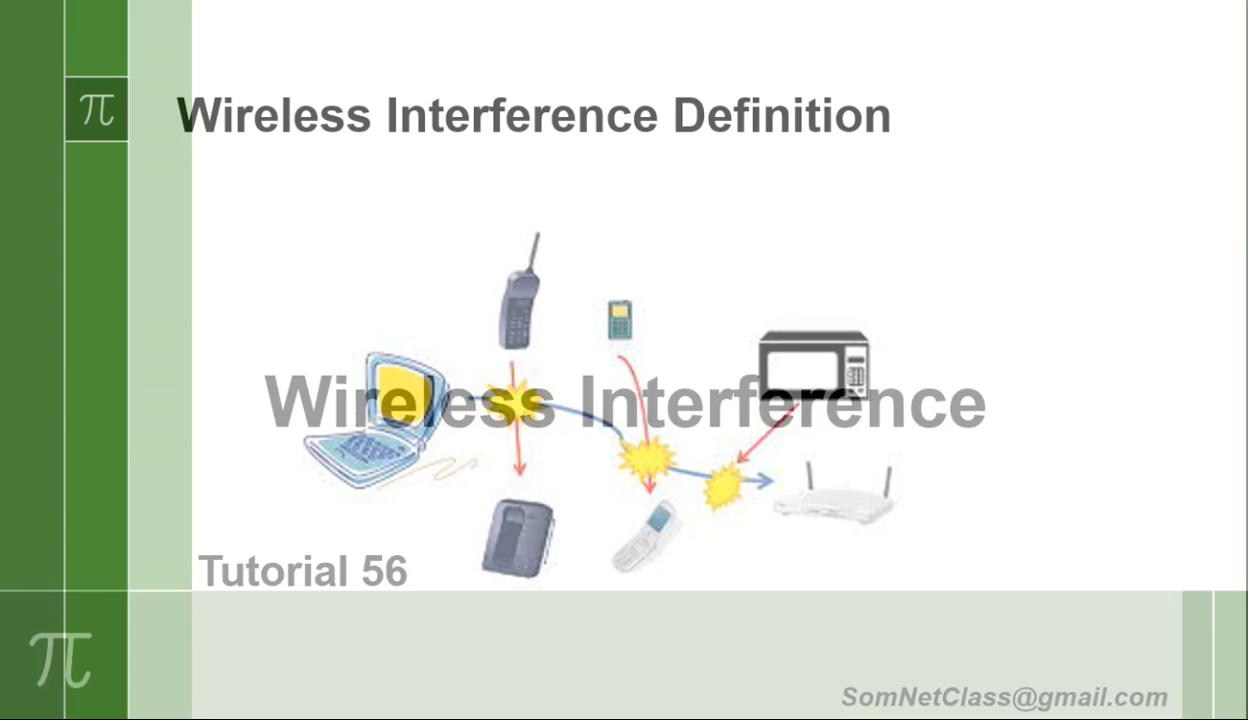 π
Wireless Interference Definition
Wireless Interference
Tutorial 56
π
SomNetClass@gmail.com